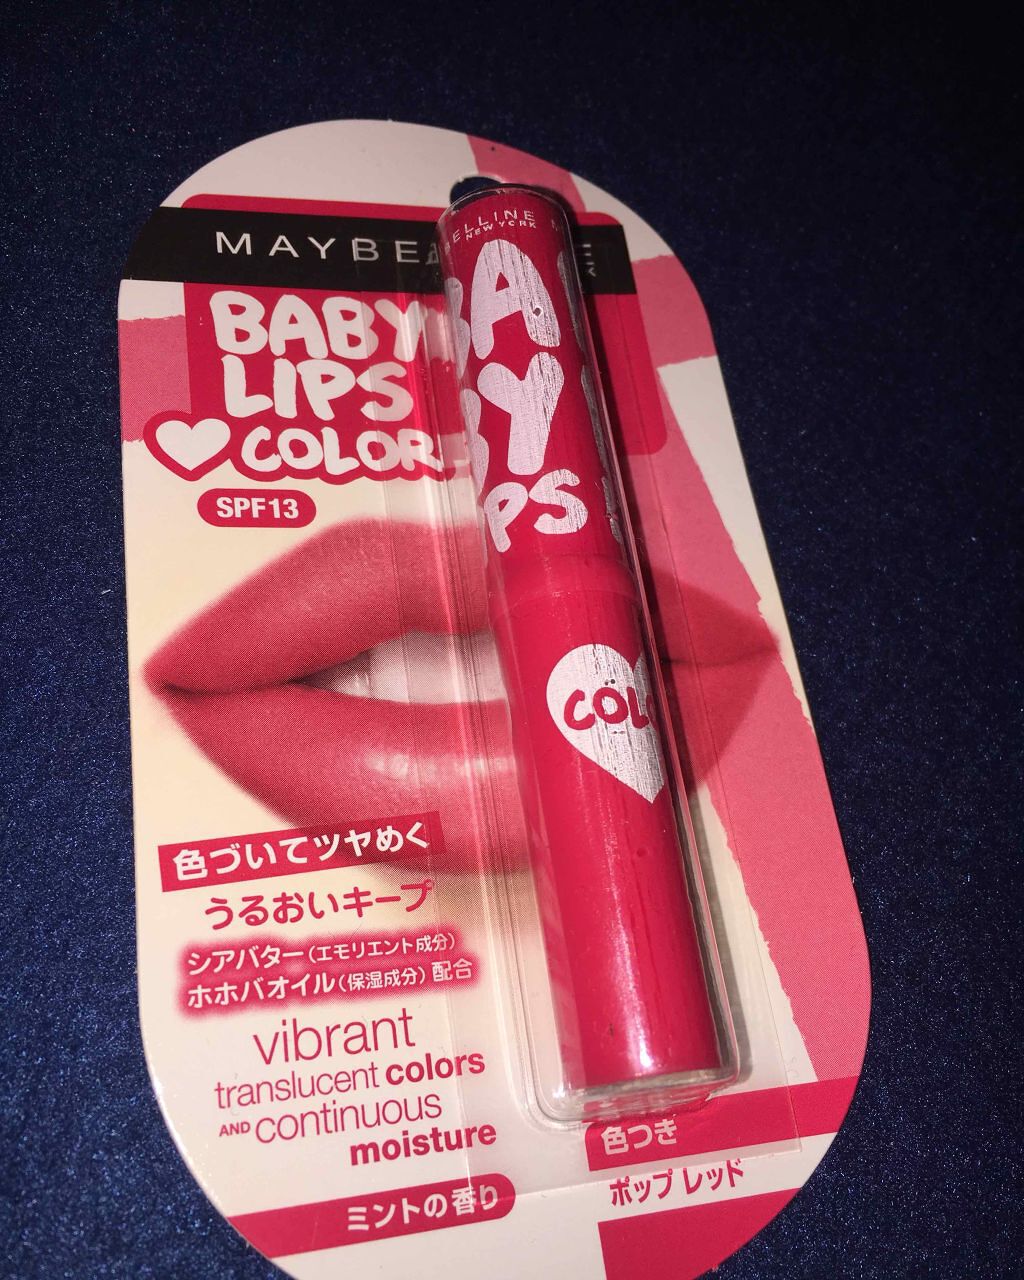 MAYBE
BABY
LIPS
COLOR
SPF13
色づいてツヤめく
うるおいキープ
シアバター(エモリエント成分)
ホホバオイル(保湿成分)配合
vibrant
translucent colors
AND continuous
moisture
ミントの香り
色つき
ポップ レッド
ELLINE
NEW YORK
BA
BY
PS
COL